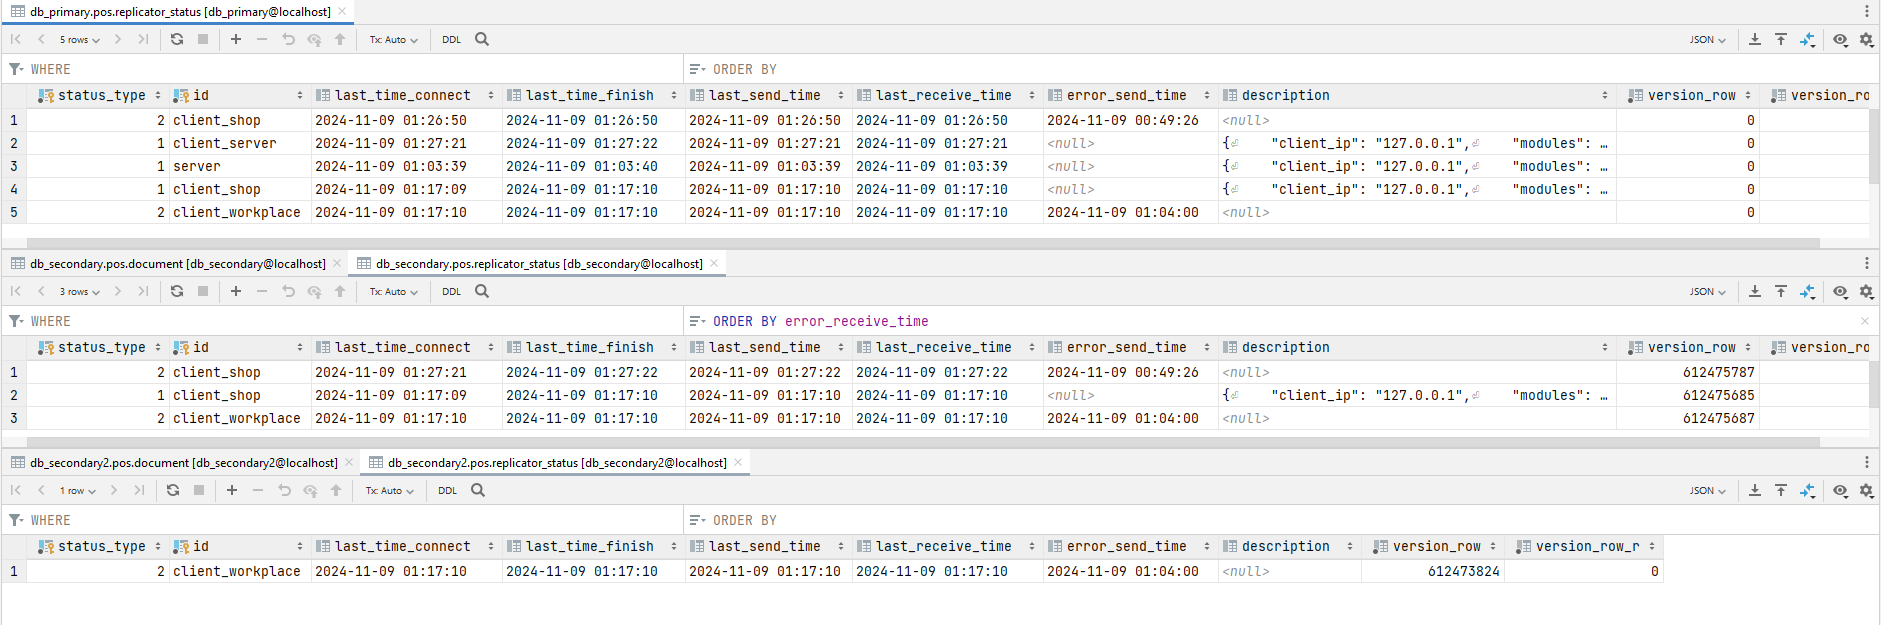 db_primary.pos.replicator_status [db_primary@localhost]
5 rows Tx: Auto DDL JSON
WHERE ORDER BY
status_type id last_time_connect last_time_finish last_send_time last_receive_time error_send_time description version_row version_ro
1 2 client_shop 2024-11-09 01:26:50 2024-11-09 01:26:50 2024-11-09 01:26:50 2024-11-09 01:26:50 2024-11-09 00:49:26 <null> 0
2 1 client_server 2024-11-09 01:27:21 2024-11-09 01:27:22 2024-11-09 01:27:21 2024-11-09 01:27:21 <null> {⏎ "client_ip": "127.0.0.1",⏎ "modules": … 0
3 1 server 2024-11-09 01:03:39 2024-11-09 01:03:40 2024-11-09 01:03:39 2024-11-09 01:03:39 <null> {⏎ "client_ip": "127.0.0.1",⏎ "modules": … 0
4 1 client_shop 2024-11-09 01:17:09 2024-11-09 01:17:10 2024-11-09 01:17:10 2024-11-09 01:17:10 <null> {⏎ "client_ip": "127.0.0.1",⏎ "modules": … 0
5 2 client_workplace 2024-11-09 01:17:10 2024-11-09 01:17:10 2024-11-09 01:17:10 2024-11-09 01:17:10 2024-11-09 01:04:00 <null> 0
db_secondary.pos.document [db_secondary@localhost] db_secondary.pos.replicator_status [db_secondary@localhost]
3 rows Tx: Auto DDL JSON
WHERE ORDER BY error_receive_time
status_type id last_time_connect last_time_finish last_send_time last_receive_time error_send_time description version_row version_ro
1 2 client_shop 2024-11-09 01:27:21 2024-11-09 01:27:22 2024-11-09 01:27:22 2024-11-09 01:27:22 2024-11-09 00:49:26 <null> 612475787
2 1 client_shop 2024-11-09 01:17:09 2024-11-09 01:17:10 2024-11-09 01:17:10 2024-11-09 01:17:10 <null> {⏎ "client_ip": "127.0.0.1",⏎ "modules": … 612475685
3 2 client_workplace 2024-11-09 01:17:10 2024-11-09 01:17:10 2024-11-09 01:17:10 2024-11-09 01:17:10 2024-11-09 01:04:00 <null> 612475687
db_secondary2.pos.document [db_secondary2@localhost] db_secondary2.pos.replicator_status [db_secondary2@localhost]
1 row Tx: Auto DDL JSON
WHERE ORDER BY
status_type id last_time_connect last_time_finish last_send_time last_receive_time error_send_time description version_row version_row_r
1 2 client_workplace 2024-11-09 01:17:10 2024-11-09 01:17:10 2024-11-09 01:17:10 2024-11-09 01:17:10 2024-11-09 01:04:00 <null> 612473824 0